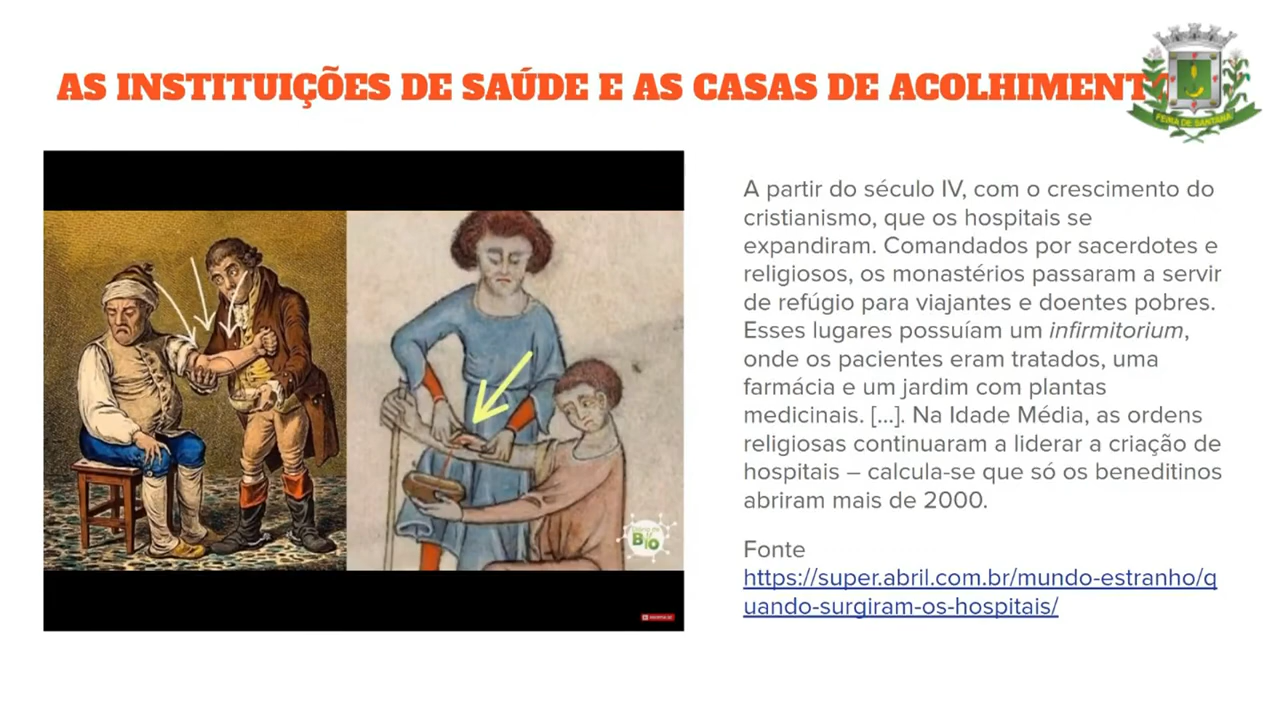 AS INSTITUIÇÕES DE SAÚDE E AS CASAS DE ACOLHIMENT
FEIRA DE SANTANA
A partir do século IV, com o crescimento do
cristianismo, que os hospitais se
expandiram. Comandados por sacerdotes e
religiosos, os monastérios passaram a servir
de refúgio para viajantes e doentes pobres.
Esses lugares possuíam um infirmitorium,
onde os pacientes eram tratados, uma
farmácia e um jardim com plantas
medicinais. [...]. Na Idade Média, as ordens
religiosas continuaram a liderar a criação de
hospitais – calcula-se que só os beneditinos
abriram mais de 2000.
Fonte
https://super.abril.com.br/mundo-estranho/q
uando-surgiram-os-hospitais/
BIO